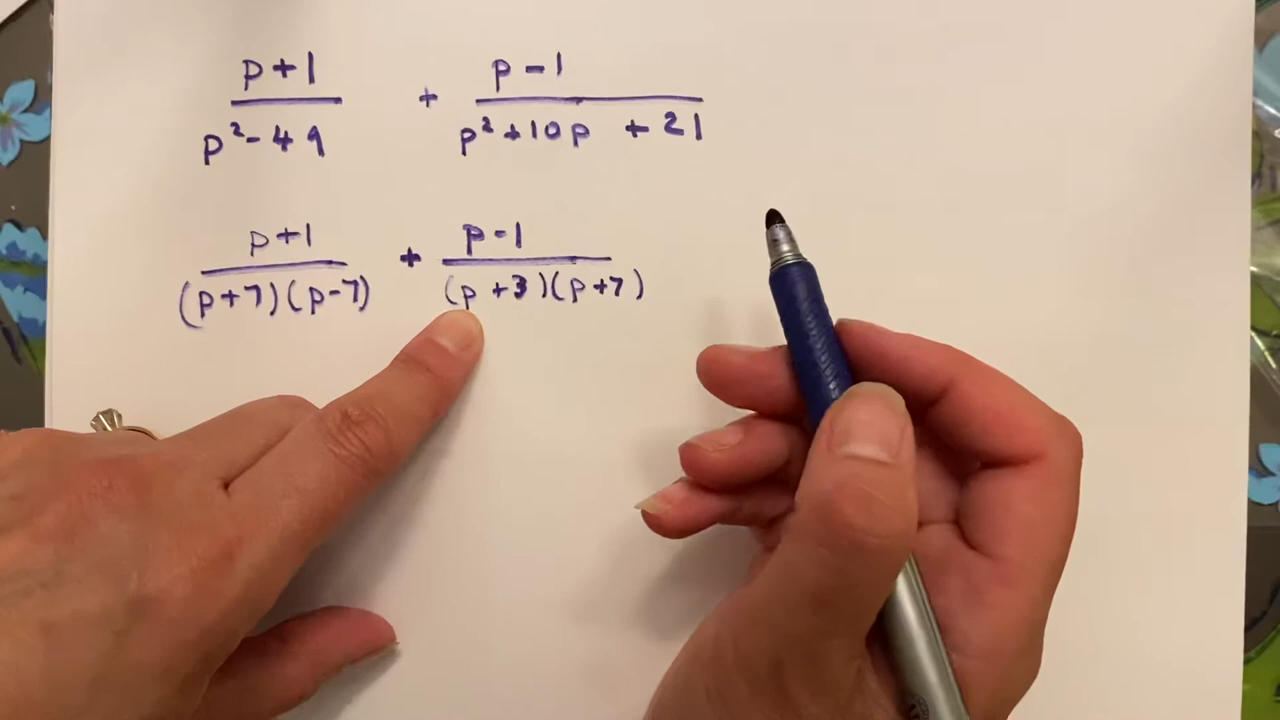 p+1 / p²-49 + p-1 / p²+10p +21
p+1 / (p+7)(p-7) + p-1 / (p+3)(p+7)